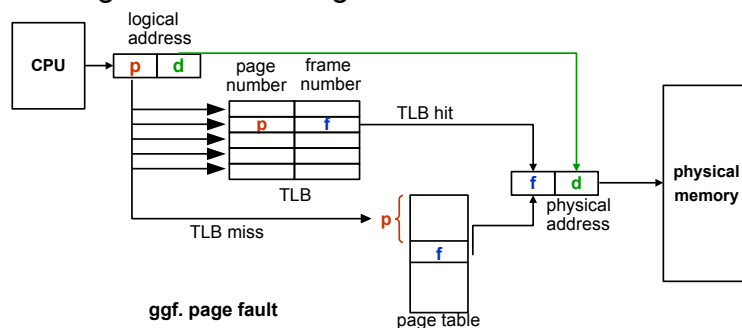 logical
address
CPU
p d
page
number
frame
number
p f
TLB hit
TLB
f d
physical
address
physical
memory
p
TLB miss
f
ggf. page fault
page table